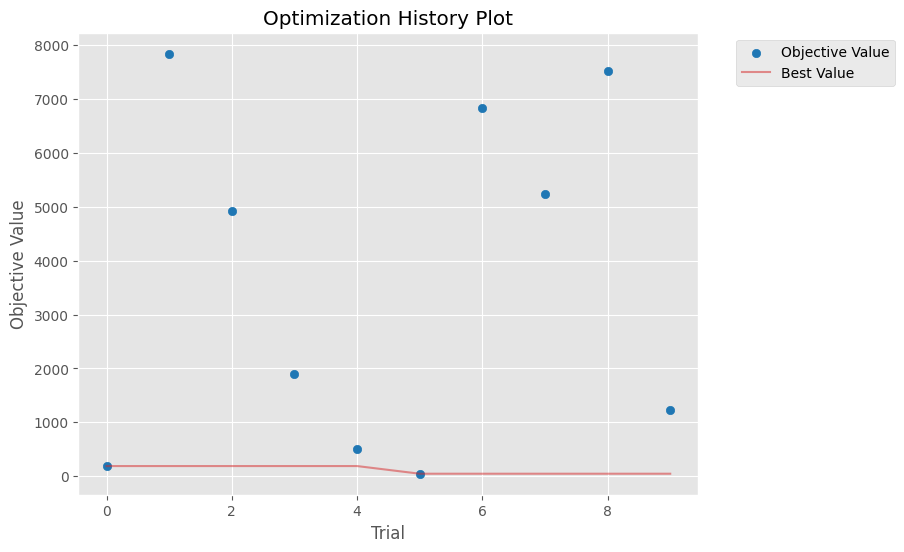 Optimization History Plot
Objective Value
Best Value
Objective Value
8000
7000
6000
5000
4000
3000
2000
1000
0
0 2 4 6 8
Trial